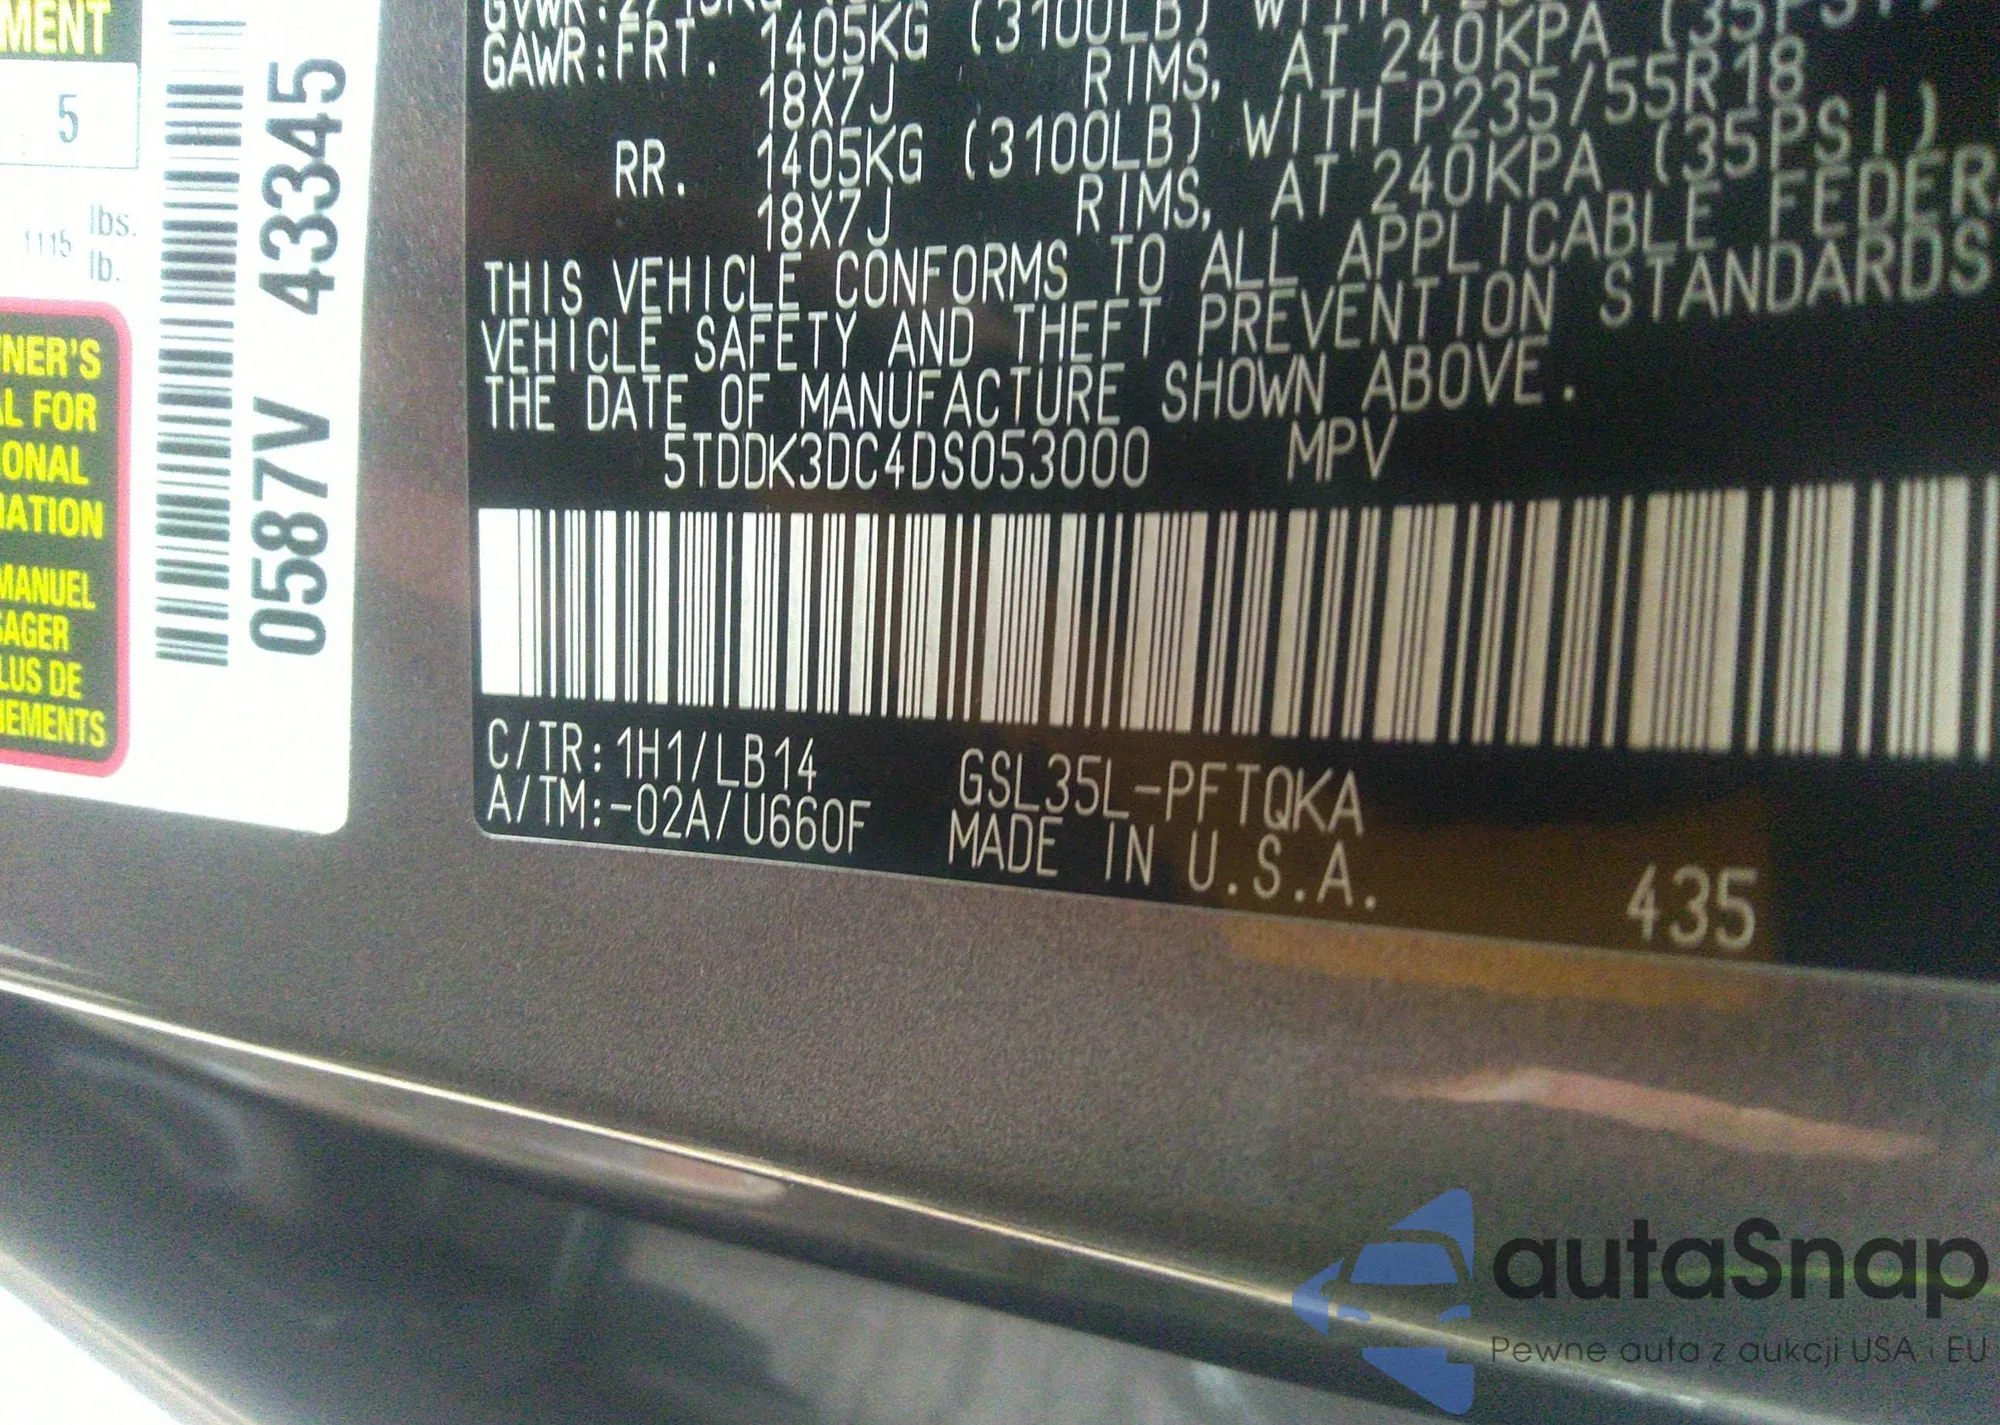 MENT
5
1115 lbs.
lb.
NER'S
L FOR
ONAL
MATION
MANUEL
SAGER
LUS DE
NEMENTS
0587V 43345
GAWR:FRT. 1405KG (3100LB) WITH
18X7J RIMS, AT 240KPA (35PSI)
RR. 1405KG (3100LB) WITH P235/55R18
18X7J RIMS, AT 240KPA (35PSI)
THIS VEHICLE CONFORMS TO ALL APPLICABLE FEDER
VEHICLE SAFETY AND THEFT PREVENTION STANDARDS
THE DATE OF MANUFACTURE SHOWN ABOVE.
5TDDK3DC4DS053000 MPV
C/TR:1H1/LB14 GSL35L-PFTQKA
A/TM:-02A/U660F MADE IN U.S.A.
435
autaSnap
Pewne auta z aukcji USA i EU